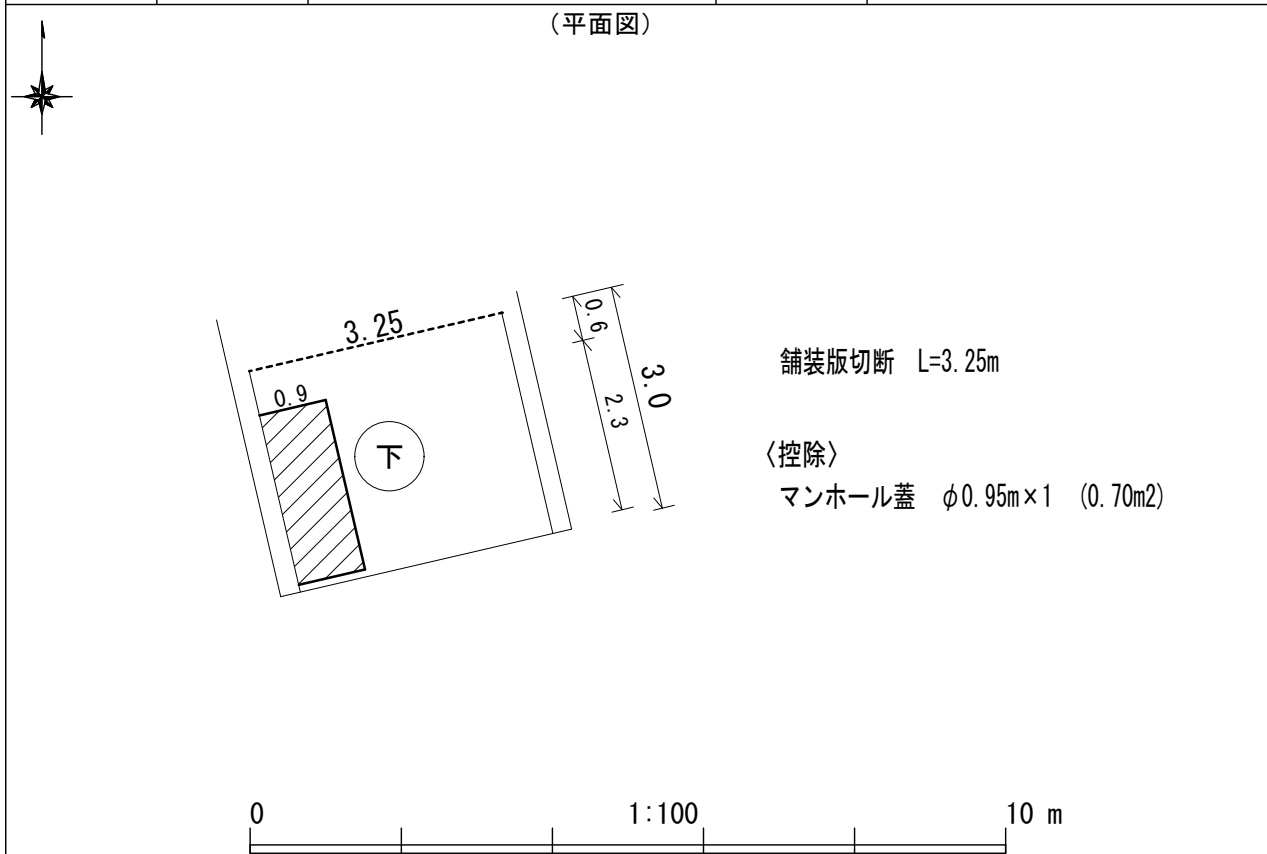 (平面図)
3.25
0.6
3.0
2.3
0.9
下
舗装版切断 L=3.25m
〈控除〉
マンホール蓋 φ0.95m×1 (0.70m2)
0 1:100 10 m